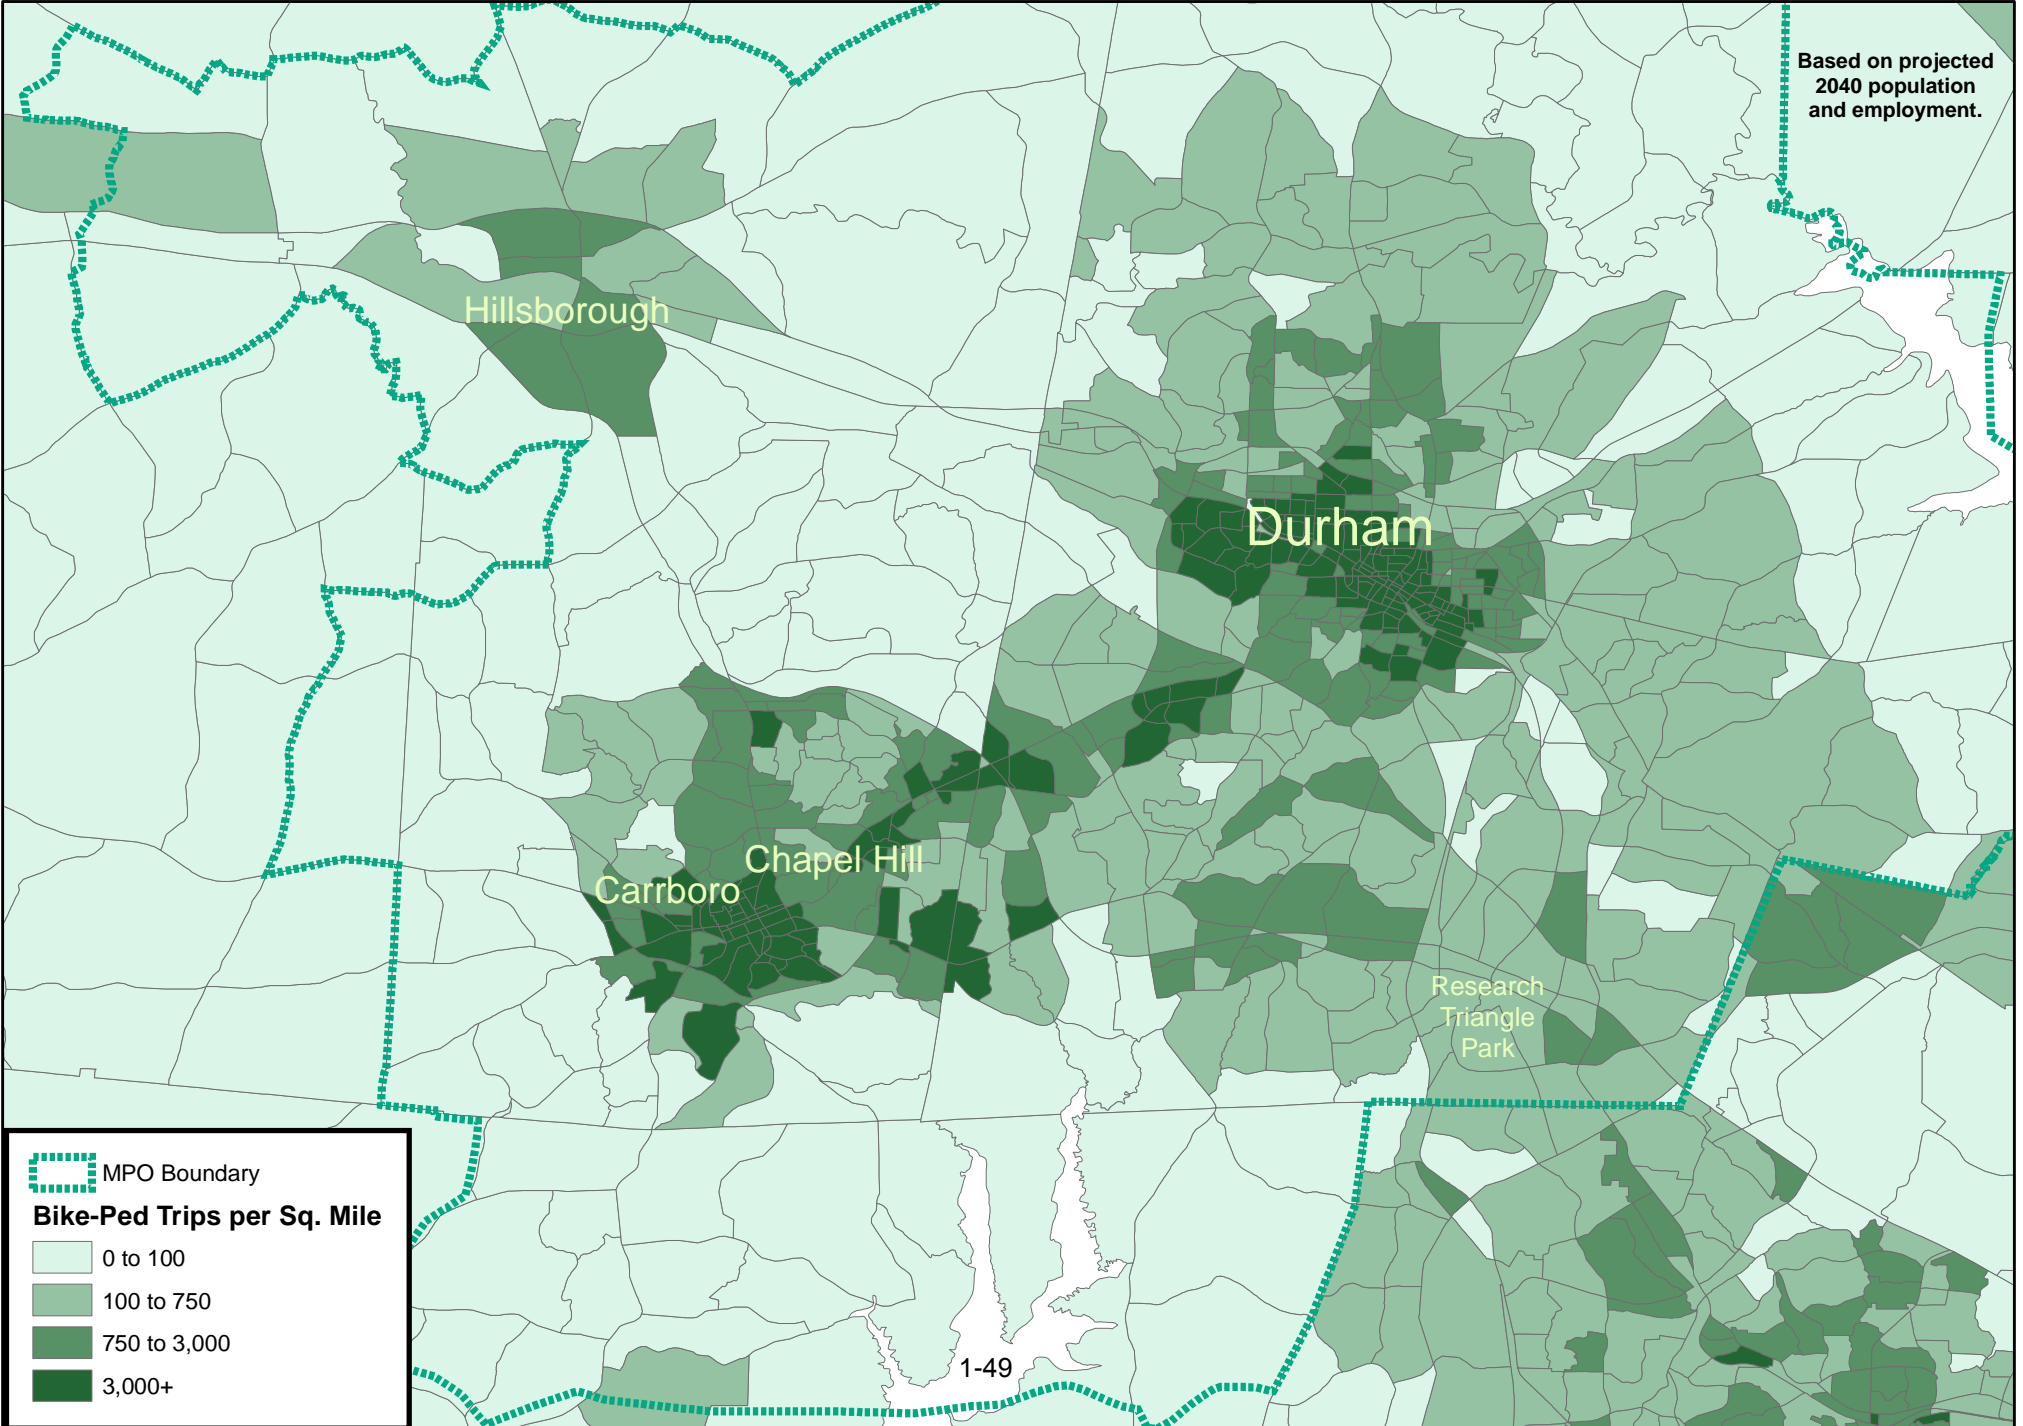 Based on projected
2040 population
and employment.
Hillsborough
Durham
Chapel Hill
Carrboro
Research
Triangle
Park
MPO Boundary
Bike-Ped Trips per Sq. Mile
0 to 100
100 to 750
750 to 3,000
3,000+
1-49